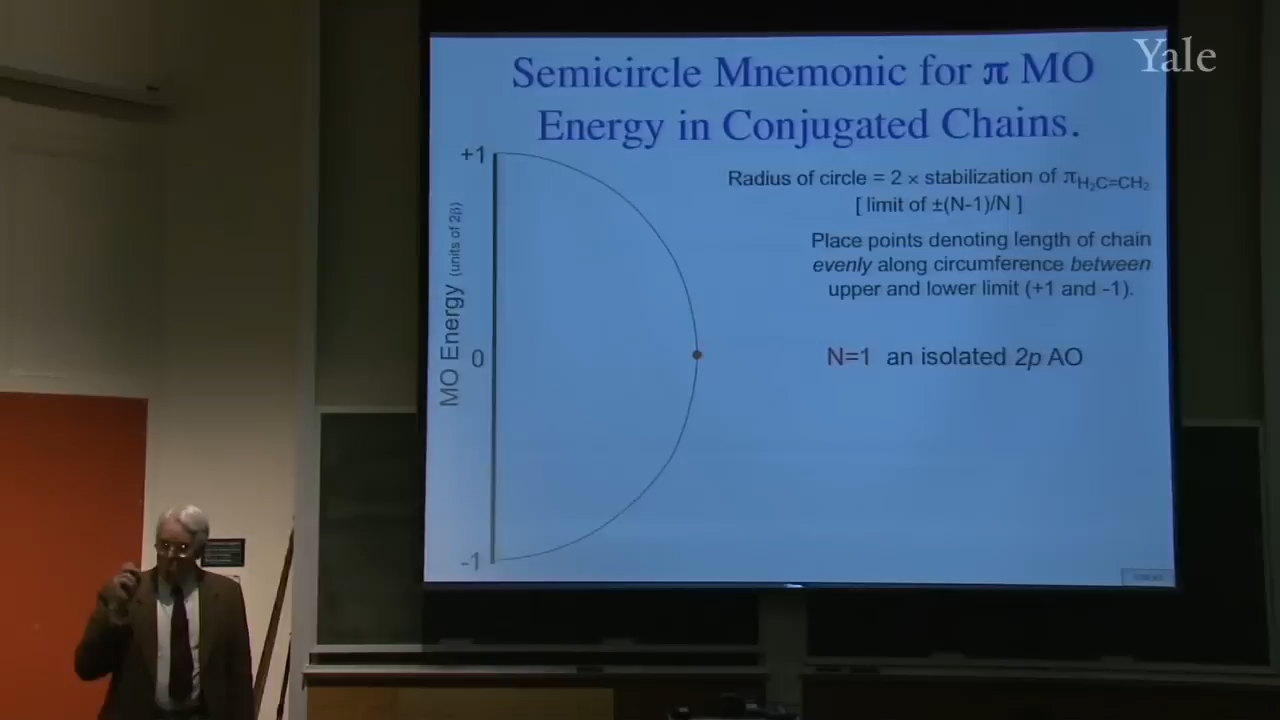 Yale
Semicircle Mnemonic for π MO
Energy in Conjugated Chains.
+1
Radius of circle = 2 × stabilization of π H₂C=CH₂
[ limit of ±(N-1)/N ]
Place points denoting length of chain
evenly along circumference between
upper and lower limit (+1 and -1).
MO Energy (units of 2β)
0
N=1 an isolated 2p AO
-1